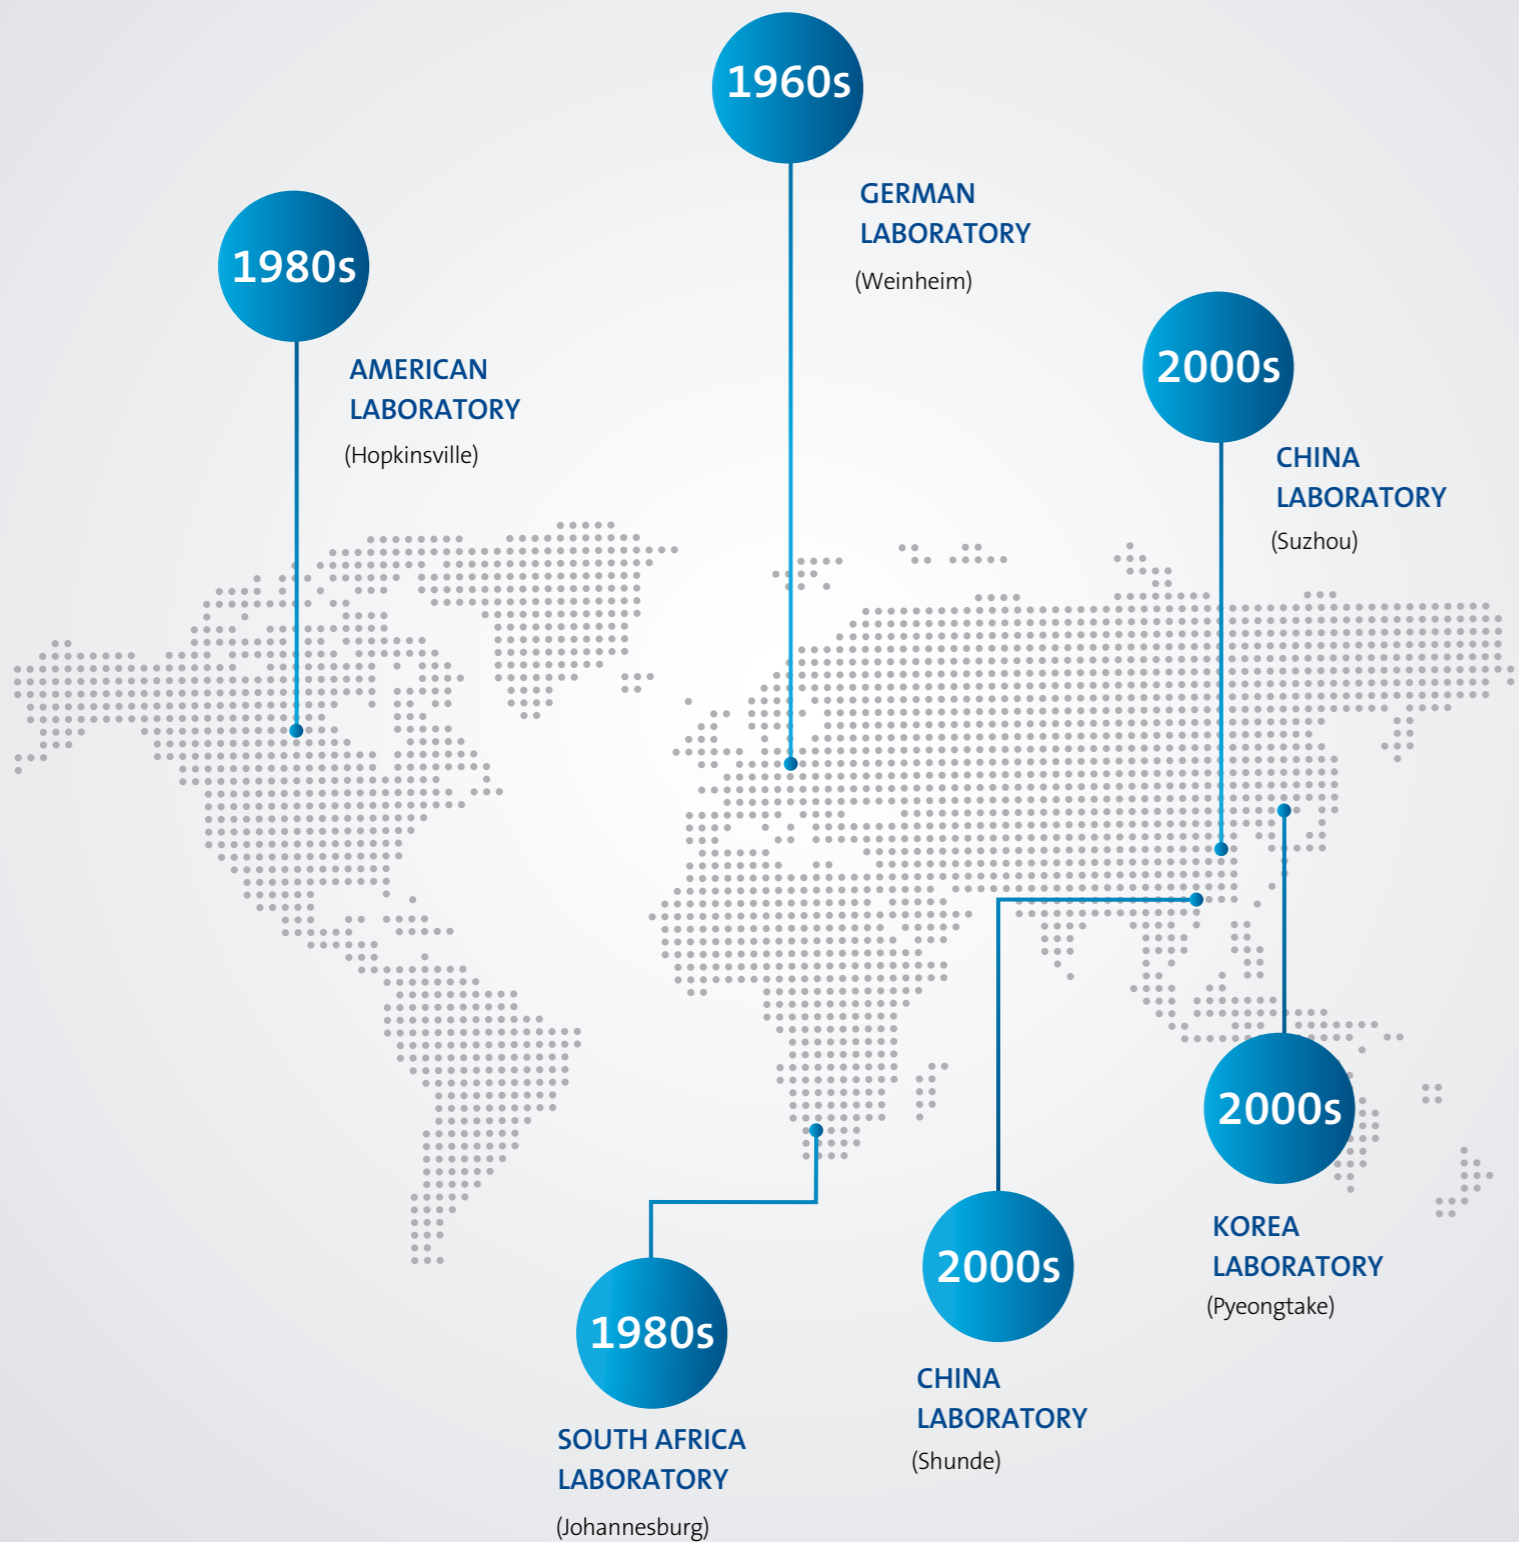 1960s
GERMAN
LABORATORY
(Weinheim)
1980s
AMERICAN
LABORATORY
(Hopkinsville)
2000s
CHINA
LABORATORY
(Suzhou)
2000s
KOREA
LABORATORY
(Pyeongtake)
2000s
CHINA
LABORATORY
(Shunde)
1980s
SOUTH AFRICA
LABORATORY
(Johannesburg)